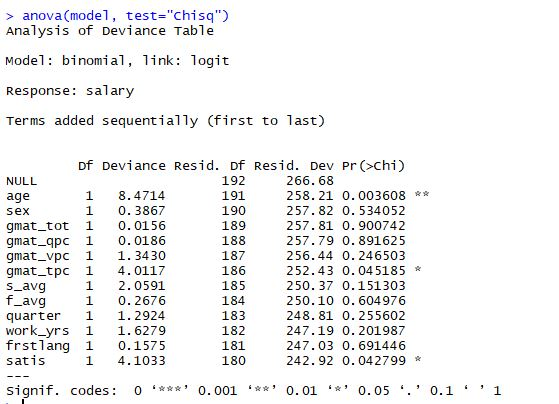 > anova(model, test="Chisq")
Analysis of Deviance Table
Model: binomial, link: logit
Response: salary
Terms added sequentially (first to last)
Df Deviance Resid. Df Resid. Dev Pr(>Chi)
NULL 192 266.68
age 1 8.4714 191 258.21 0.003608 **
sex 1 0.3867 190 257.82 0.534052
gmat_tot 1 0.0156 189 257.81 0.900742
gmat_qpc 1 0.0186 188 257.79 0.891625
gmat_vpc 1 1.3430 187 256.44 0.246503
gmat_tpc 1 4.0117 186 252.43 0.045185 *
s_avg 1 2.0591 185 250.37 0.151303
f_avg 1 0.2676 184 250.10 0.604976
quarter 1 1.2924 183 248.81 0.255602
work_yrs 1 1.6279 182 247.19 0.201987
frstlang 1 0.1575 181 247.03 0.691446
satis 1 4.1033 180 242.92 0.042799 *
---
Signif. codes: 0 ‘***’ 0.001 ‘**’ 0.01 ‘*’ 0.05 ‘.’ 0.1 ‘ ’ 1